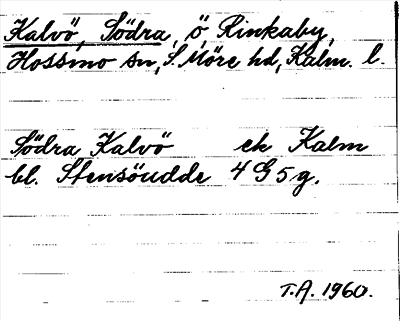 Kalvö, Södra, ö Rinkaby,
Hossmo sn, S. Möre hd, Kalm. l.
Södra Kalvö ek Kalm
bl. Stensöudde 4 G 5 g.
T.A. 1960.